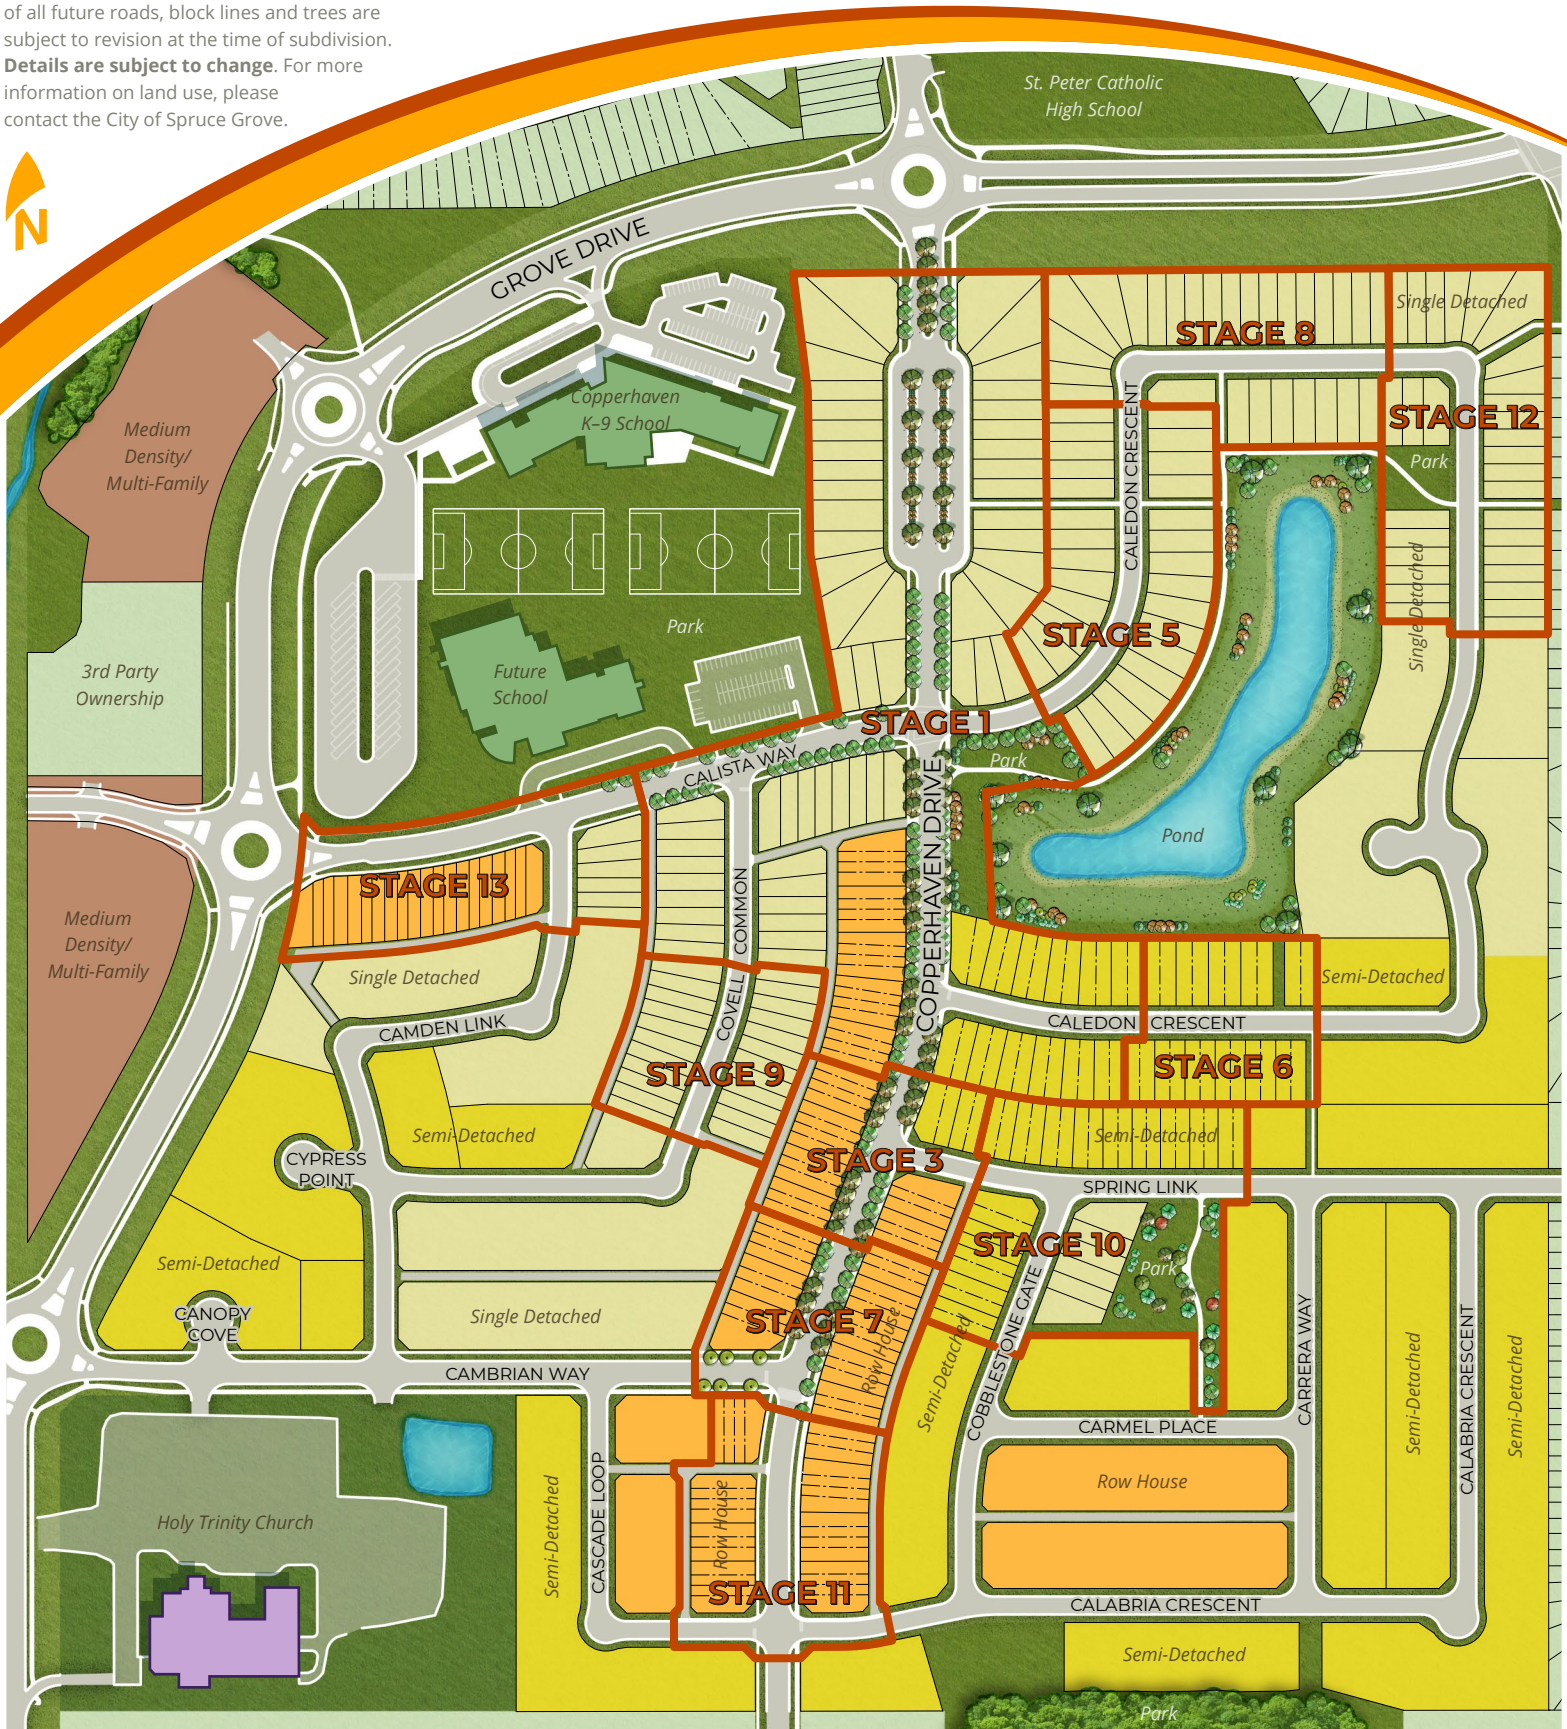 of all future roads, block lines and trees are
subject to revision at the time of subdivision.
Details are subject to change. For more
information on land use, please
contact the City of Spruce Grove.
N
St. Peter Catholic
High School
GROVE DRIVE
Single Detached
STAGE 8
Copperhaven
K–9 School
CALEDON CRESCENT
STAGE 12
Park
Medium
Density/
Multi-Family
Single Detached
Park
STAGE 5
3rd Party
Ownership
Future
School
STAGE 1
CALISTA WAY
Park
COPPERHAVEN DRIVE
Pond
STAGE 13
COVELL COMMON
Medium
Density/
Multi-Family
Single Detached
Semi-Detached
CAMDEN LINK
CALEDON CRESCENT
STAGE 9
STAGE 6
Semi-Detached
Semi-Detached
CYPRESS
POINT
STAGE 3
SPRING LINK
STAGE 10
Park
Semi-Detached
CANOPY
COVE
Single Detached
STAGE 7
Row House
Semi-Detached
COBBLESTONE GATE
CARRERA WAY
Semi-Detached
CALABRIA CRESCENT
Semi-Detached
CAMBRIAN WAY
CARMEL PLACE
Row House
Holy Trinity Church
Semi-Detached
CASCADE LOOP
Row House
STAGE 11
CALABRIA CRESCENT
Semi-Detached
Park